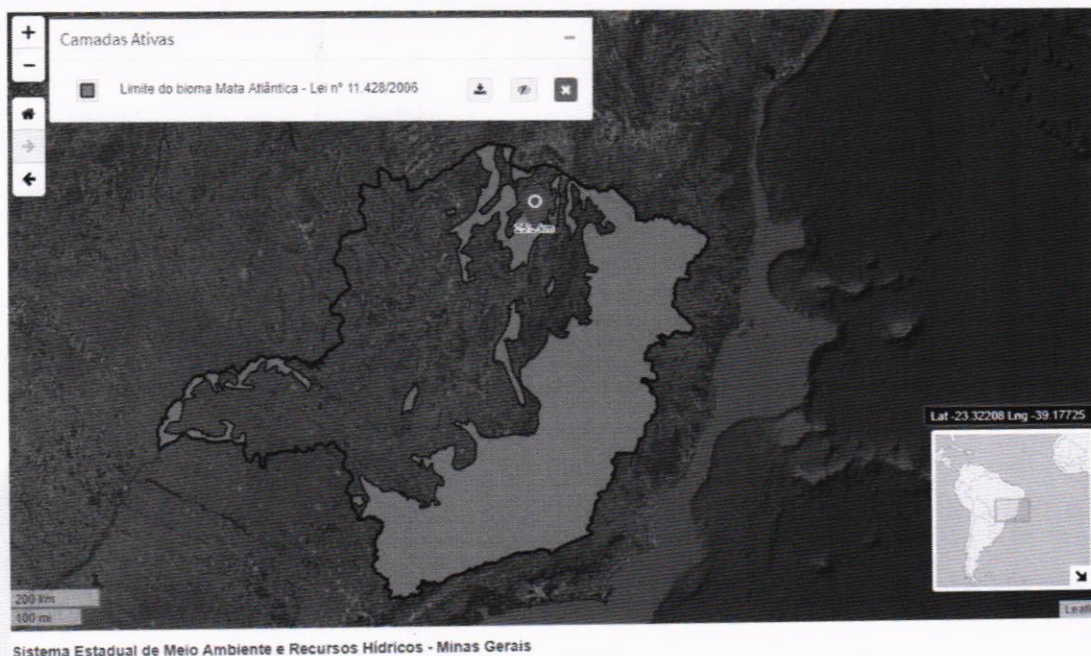 +
Camadas Ativas
−
−
Limite do bioma Mata Atlântica - Lei nº 11.428/2006
Lat -23.32208 Lng -39.17725
200 km
100 mi
Leafl
Sistema Estadual de Meio Ambiente e Recursos Hídricos - Minas Gerais